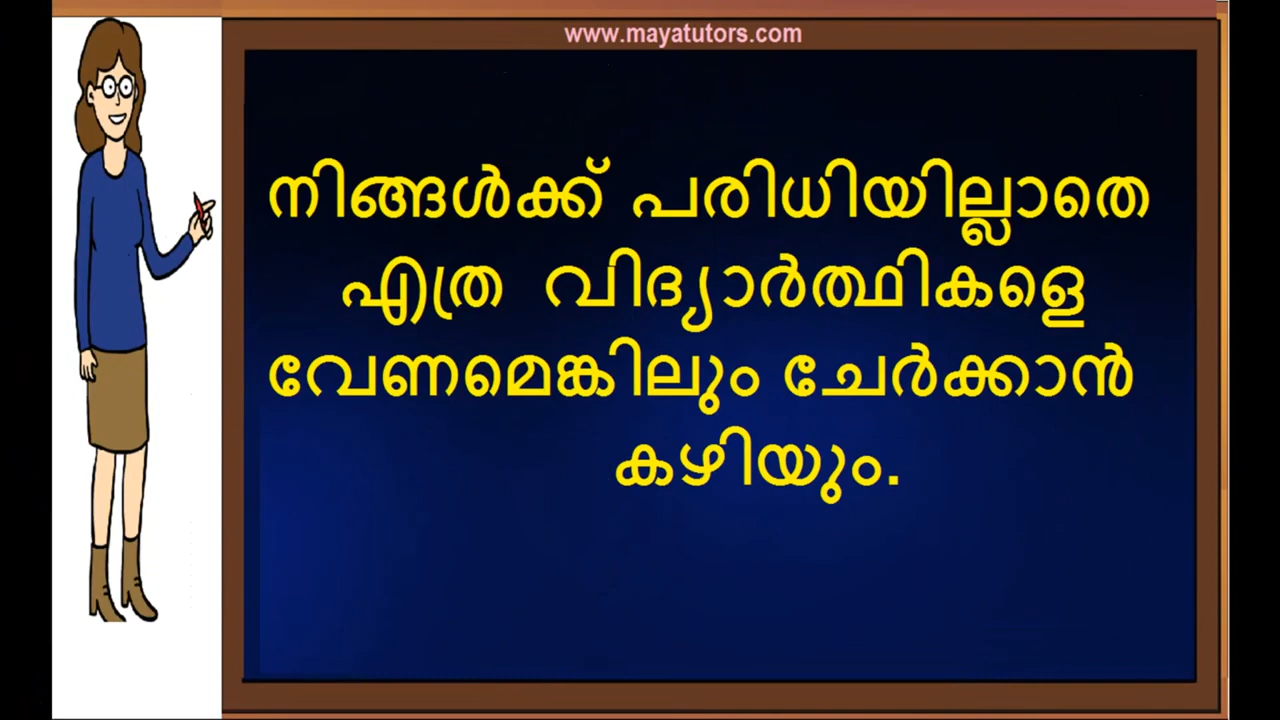 www.mayatutors.com
നിങ്ങൾക്ക് പരിധിയില്ലാതെ
എത്ര വിദ്യാർത്ഥികളെ
വേണമെങ്കിലും ചേർക്കാൻ
കഴിയും.